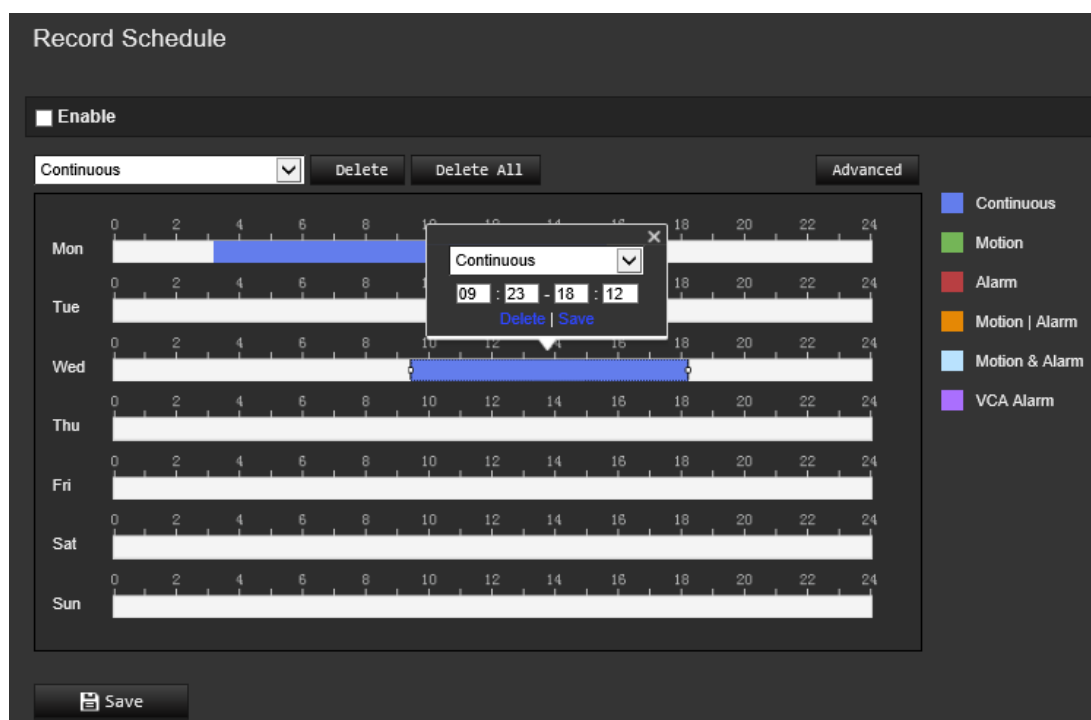 Record Schedule
Enable
Continuous Delete Delete All Advanced
Continuous
Motion
Alarm
Motion | Alarm
Motion & Alarm
VCA Alarm
0 2 4 6 8 18 20 22 24
Mon
Continuous
09 : 23 - 18 : 12
Delete | Save
0 2 4 6 8 18 20 22 24
Tue
0 2 4 6 8 10 12 14 16 18 20 22 24
Wed
0 2 4 6 8 10 12 14 16 18 20 22 24
Thu
0 2 4 6 8 10 12 14 16 18 20 22 24
Fri
0 2 4 6 8 10 12 14 16 18 20 22 24
Sat
0 2 4 6 8 10 12 14 16 18 20 22 24
Sun
Save